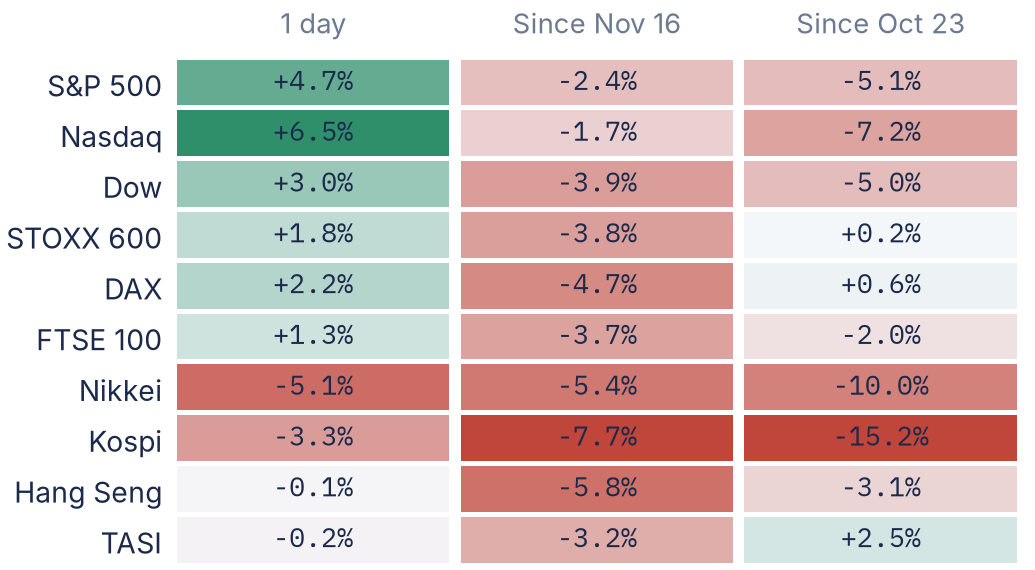 1 day Since Nov 16 Since Oct 23
S&P 500 +4.7% -2.4% -5.1%
Nasdaq +6.5% -1.7% -7.2%
Dow +3.0% -3.9% -5.0%
STOXX 600 +1.8% -3.8% +0.2%
DAX +2.2% -4.7% +0.6%
FTSE 100 +1.3% -3.7% -2.0%
Nikkei -5.1% -5.4% -10.0%
Kospi -3.3% -7.7% -15.2%
Hang Seng -0.1% -5.8% -3.1%
TASI -0.2% -3.2% +2.5%